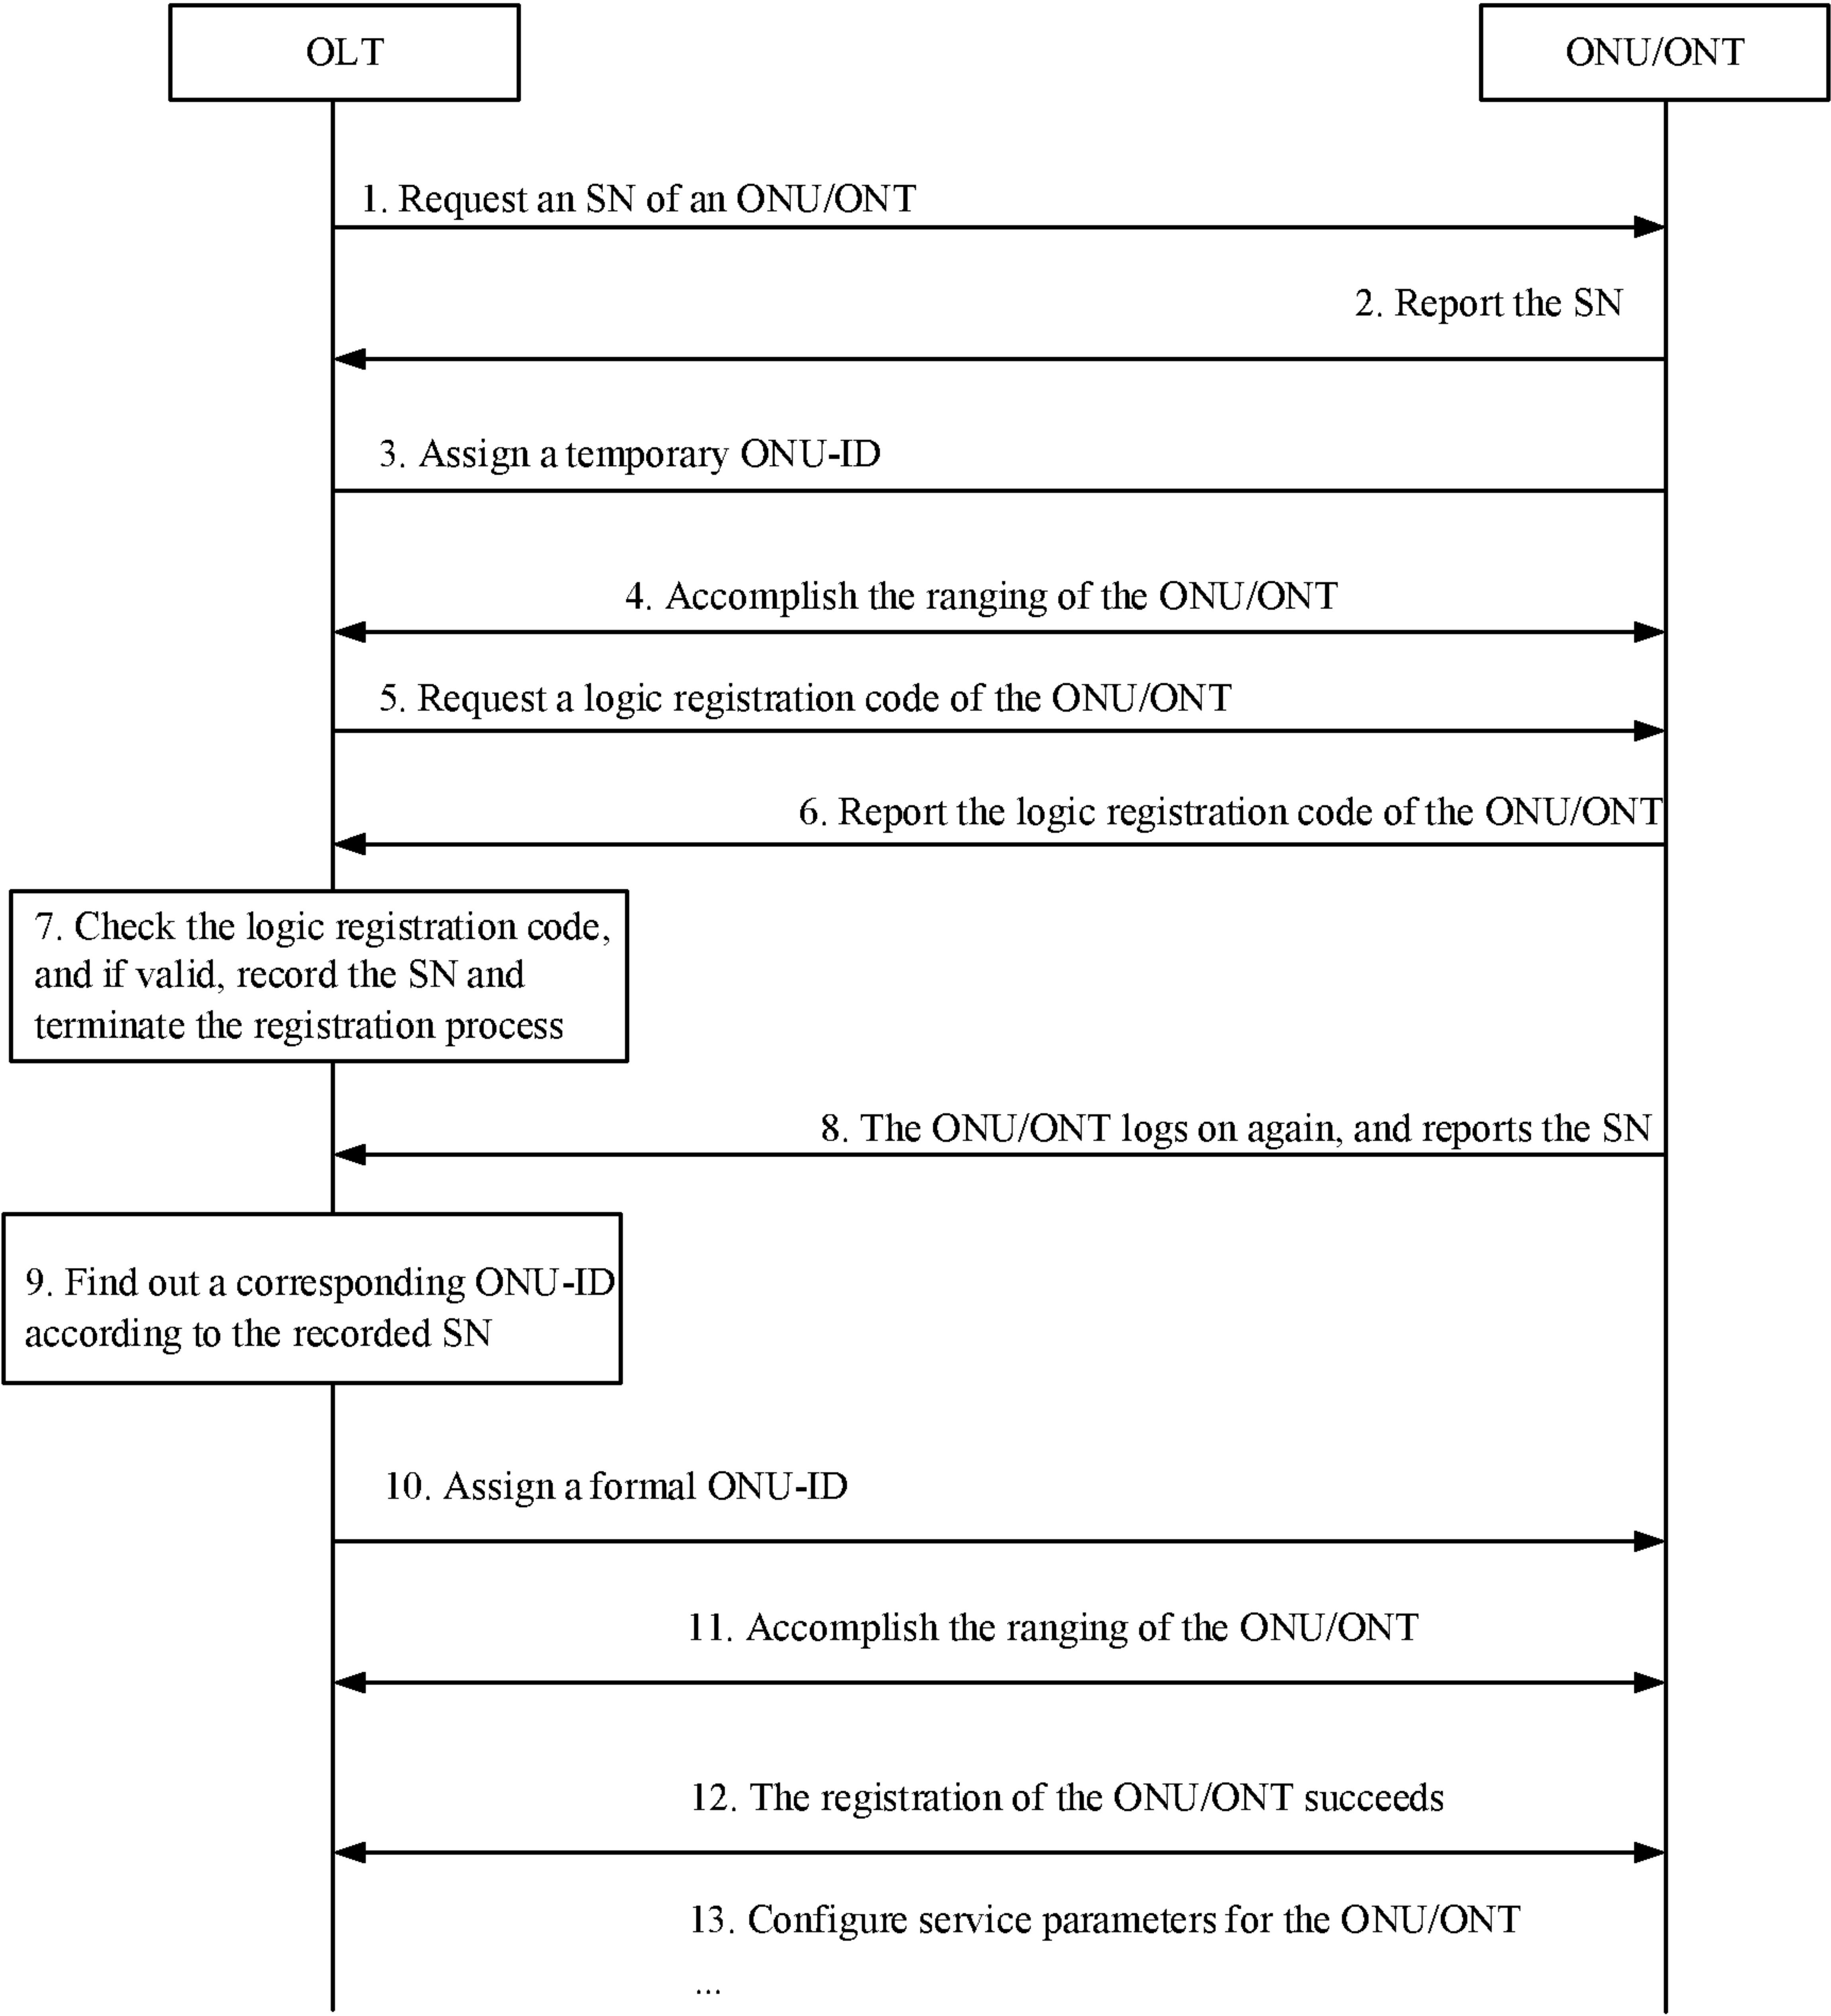 OLT
ONU/ONT
1. Request an SN of an ONU/ONT
2. Report the SN
3. Assign a temporary ONU-ID
4. Accomplish the ranging of the ONU/ONT
5. Request a logic registration code of the ONU/ONT
6. Report the logic registration code of the ONU/ONT
7. Check the logic registration code,
and if valid, record the SN and
terminate the registration process
8. The ONU/ONT logs on again, and reports the SN
9. Find out a corresponding ONU-ID
according to the recorded SN
10. Assign a formal ONU-ID
11. Accomplish the ranging of the ONU/ONT
12. The registration of the ONU/ONT succeeds
13. Configure service parameters for the ONU/ONT
...